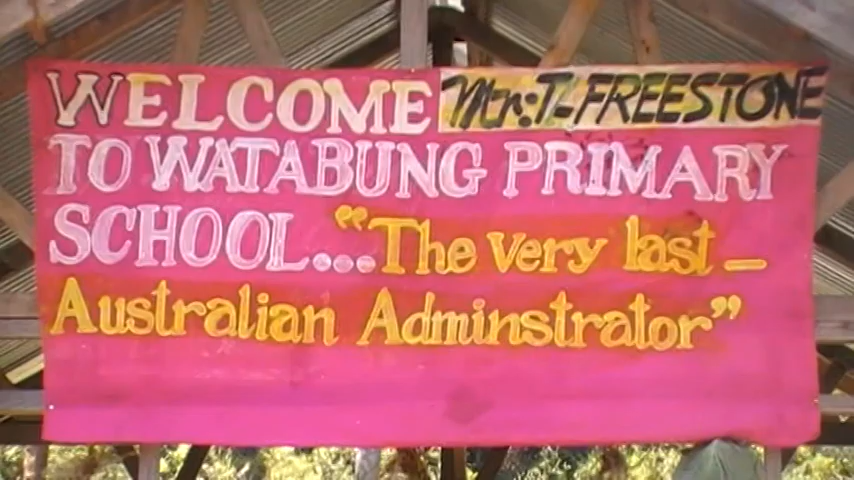 WELCOME Mr: T. FREESTONE
TO WATABUNG PRIMARY
SCHOOL... "The very last –
Australian Adminstrator"